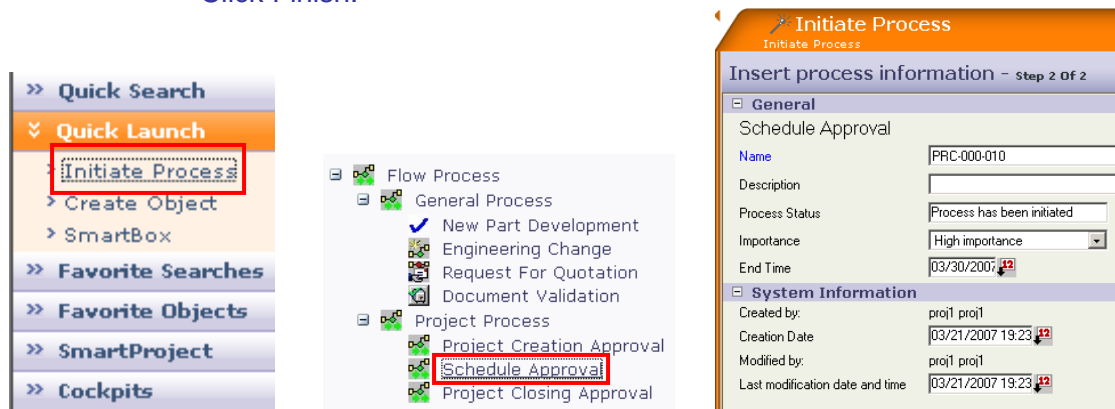 Click Finish.
Quick Search
Quick Launch
Initiate Process
Create Object
SmartBox
Favorite Searches
Favorite Objects
SmartProject
Cockpits
Flow Process
General Process
New Part Development
Engineering Change
Request For Quotation
Document Validation
Project Process
Project Creation Approval
Schedule Approval
Project Closing Approval
Initiate Process
Initiate Process
Insert process information - Step 2 Of 2
General
Schedule Approval
Name PRC-000-010
Description
Process Status Process has been initiated
Importance High importance
End Time 03/30/2007 12
System Information
Created by: proj1 proj1
Creation Date 03/21/2007 19:23 12
Modified by: proj1 proj1
Last modification date and time 03/21/2007 19:23 12